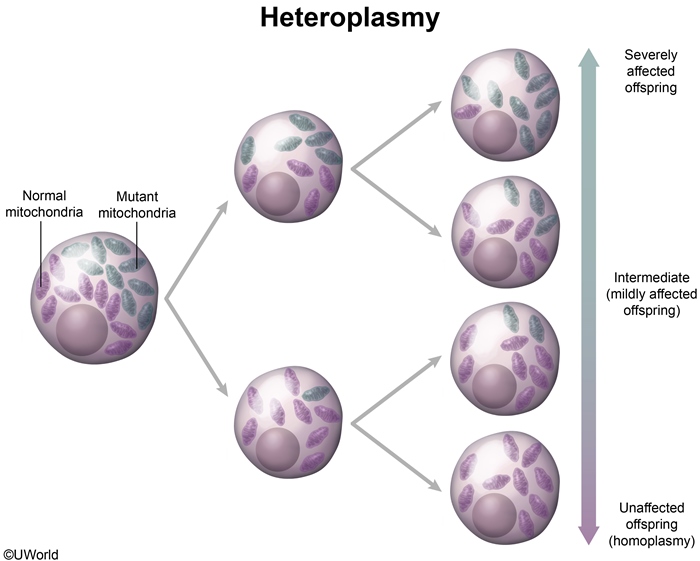 Heteroplasmy
Normal
mitochondria
Mutant
mitochondria
Severely
affected
offspring
Intermediate
(mildly affected
offspring)
Unaffected
offspring
(homoplasmy)
©UWorld